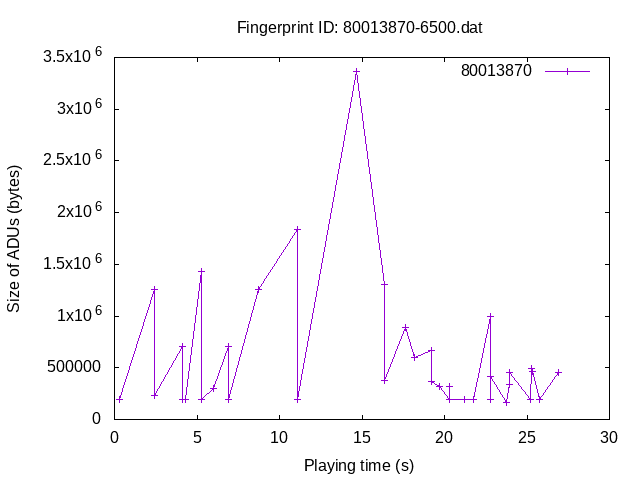 Fingerprint ID: 80013870-6500.dat
80013870
Size of ADUs (bytes)
3.5x10^6
3x10^6
2.5x10^6
2x10^6
1.5x10^6
1x10^6
500000
0
0 5 10 15 20 25 30
Playing time (s)